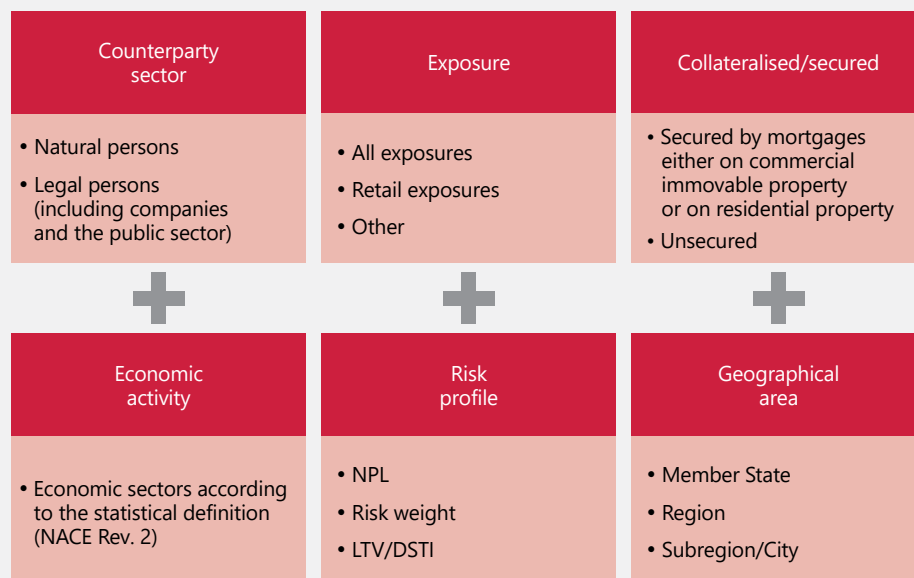 Counterparty
sector
• Natural persons
• Legal persons
(including companies
and the public sector)
Exposure
• All exposures
• Retail exposures
• Other
Collateralised/secured
• Secured by mortgages
either on commercial
immovable property
or on residential property
• Unsecured
Economic
activity
• Economic sectors according
to the statistical definition
(NACE Rev. 2)
Risk
profile
• NPL
• Risk weight
• LTV/DSTI
Geographical
area
• Member State
• Region
• Subregion/City